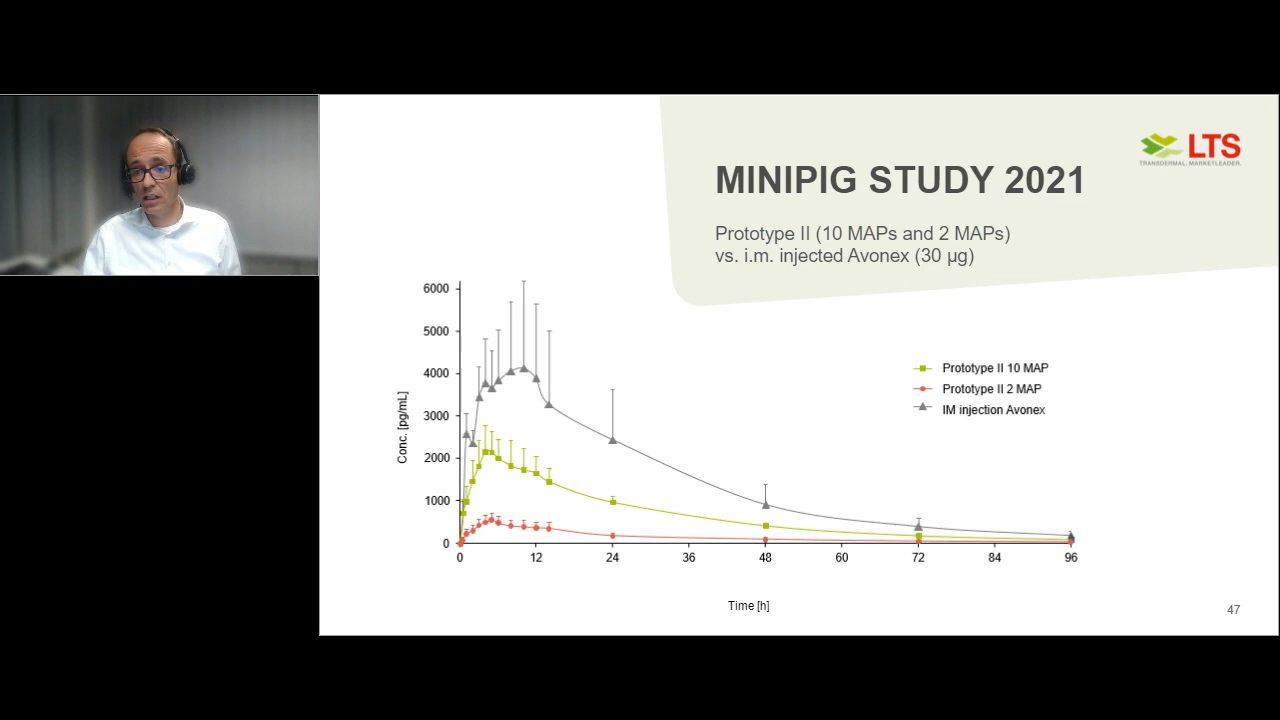 LTS
TRANSDERMAL. MARKETLEADER.
MINIPIG STUDY 2021
Prototype II (10 MAPs and 2 MAPs)
vs. i.m. injected Avonex (30 µg)
6000
5000
4000
3000
2000
1000
0
Conc. [pg/mL]
Prototype II 10 MAP
Prototype II 2 MAP
IM injection Avonex
0 12 24 36 48 60 72 84 96
Time [h]
47